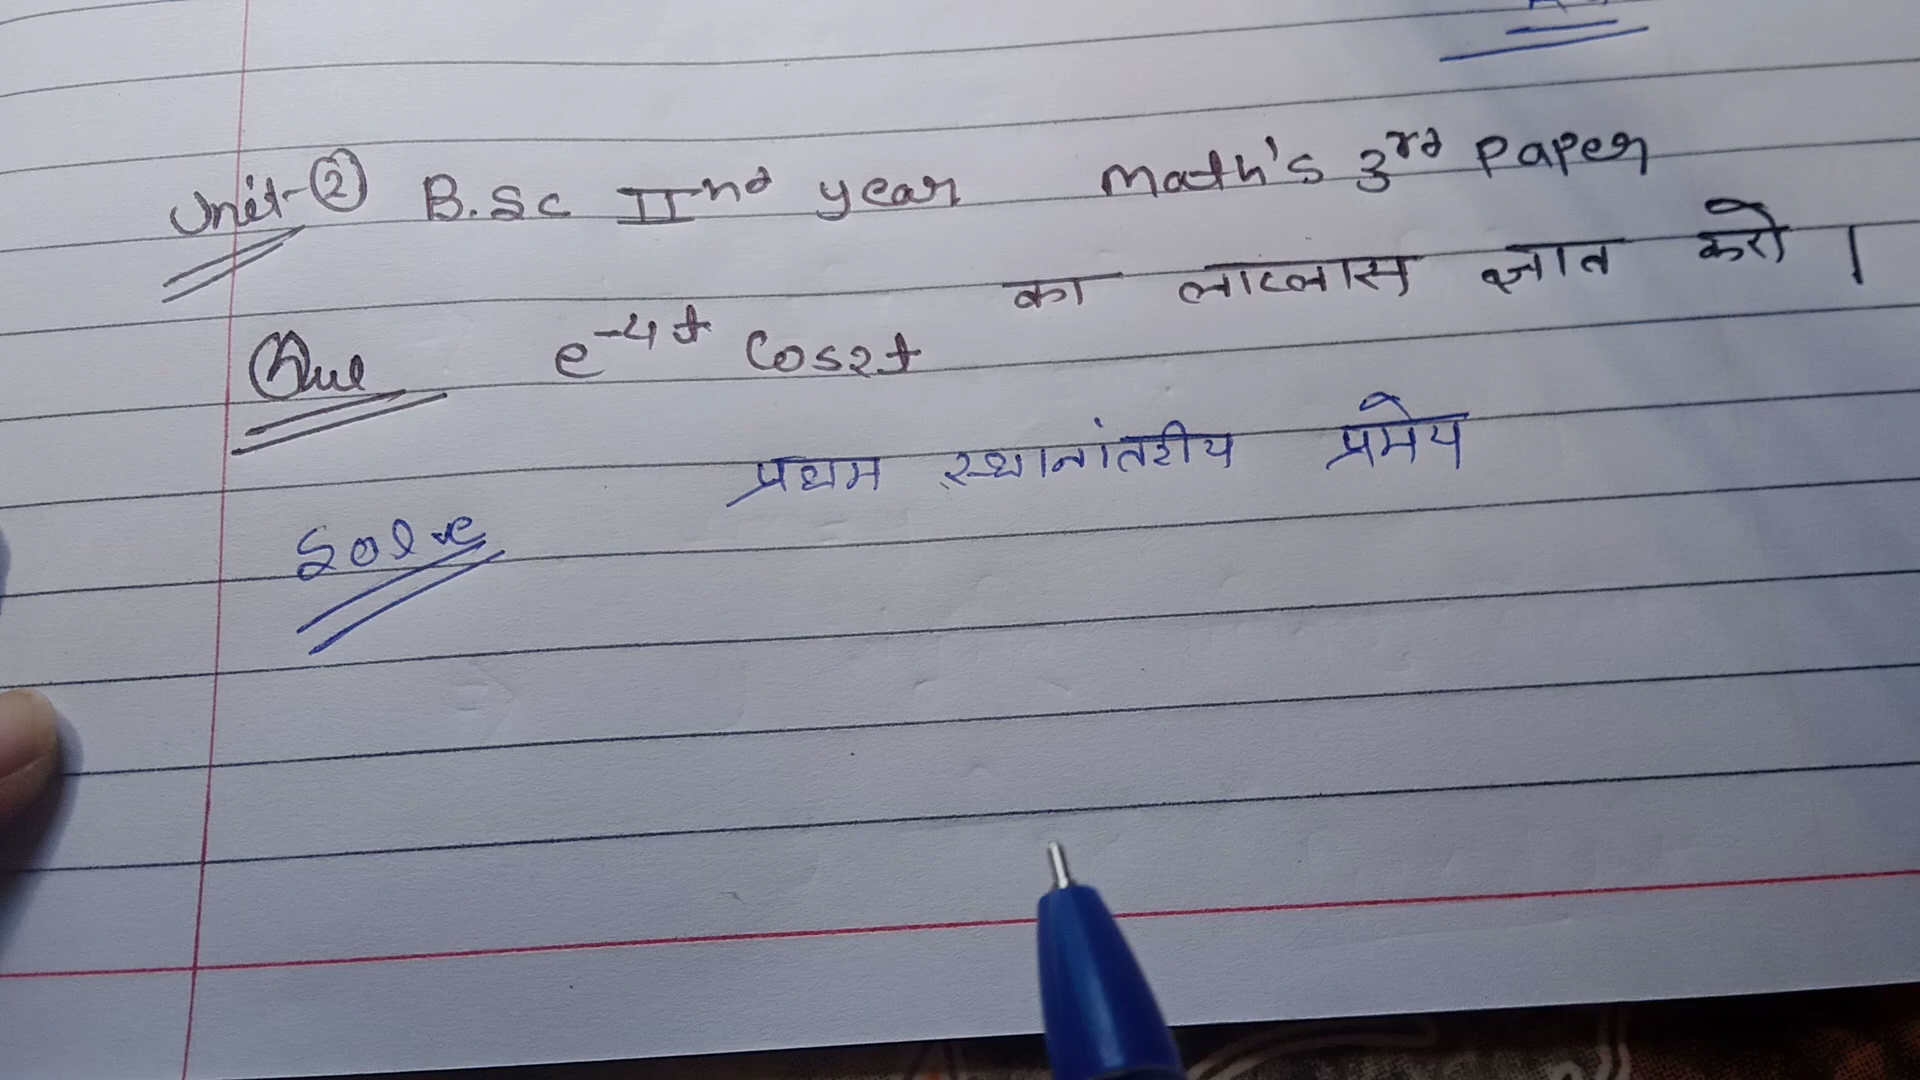 Unit-② B.Sc IInd year Math's 3rd Paper
Que e-4t Cos2t का लाप्लास ज्ञात करो ।
प्रथम स्थानांतरीय प्रमेय
Solve